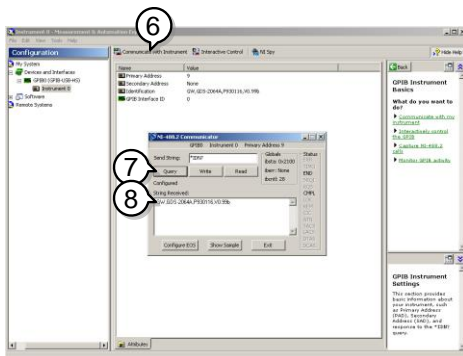 Instrument 0 - Measurement & Automation
File Edit View Tools Help
Configuration
My System
Devices and Interfaces
GPIB0 (GPIB-USB-HS)
Instrument 0
Software
Remote Systems
6
Communicate with Instrument Interactive Control NI Spy
Hide Help
Name Value
Primary Address 9
Secondary Address None
Identification GW,GDS-2064A,P930116,V0.99b
GPIB Interface ID 0
NI-488.2 Communicator
GPIB0 Instrument 0 Primary Address 9
Send String: *IDN?
7
Query Write Read
Configured
8
String Received:
GW,GDS-2064A,P930116,V0.99b
Configure EOS Show Sample Exit
Globals
ibsta: 0x2100
iberr: None
ibcntl: 28
Status
END
CMPL
Attributes
Back
GPIB Instrument
Basics
What do you want to
do?
Communicate with my
instrument
Interactively control
the GPIB
Capture NI-488.2
calls
Monitor GPIB activity
GPIB Instrument
Settings
This section provides
basic information about
your instrument, such
as Primary Address
(PAD), Secondary
Address (SAD), and
response to the *IDN?
query.